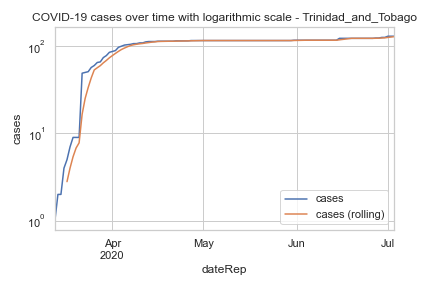 COVID-19 cases over time with logarithmic scale - Trinidad_and_Tobago
cases
10²
10¹
10⁰
cases
cases (rolling)
Apr
2020
May
Jun
Jul
dateRep